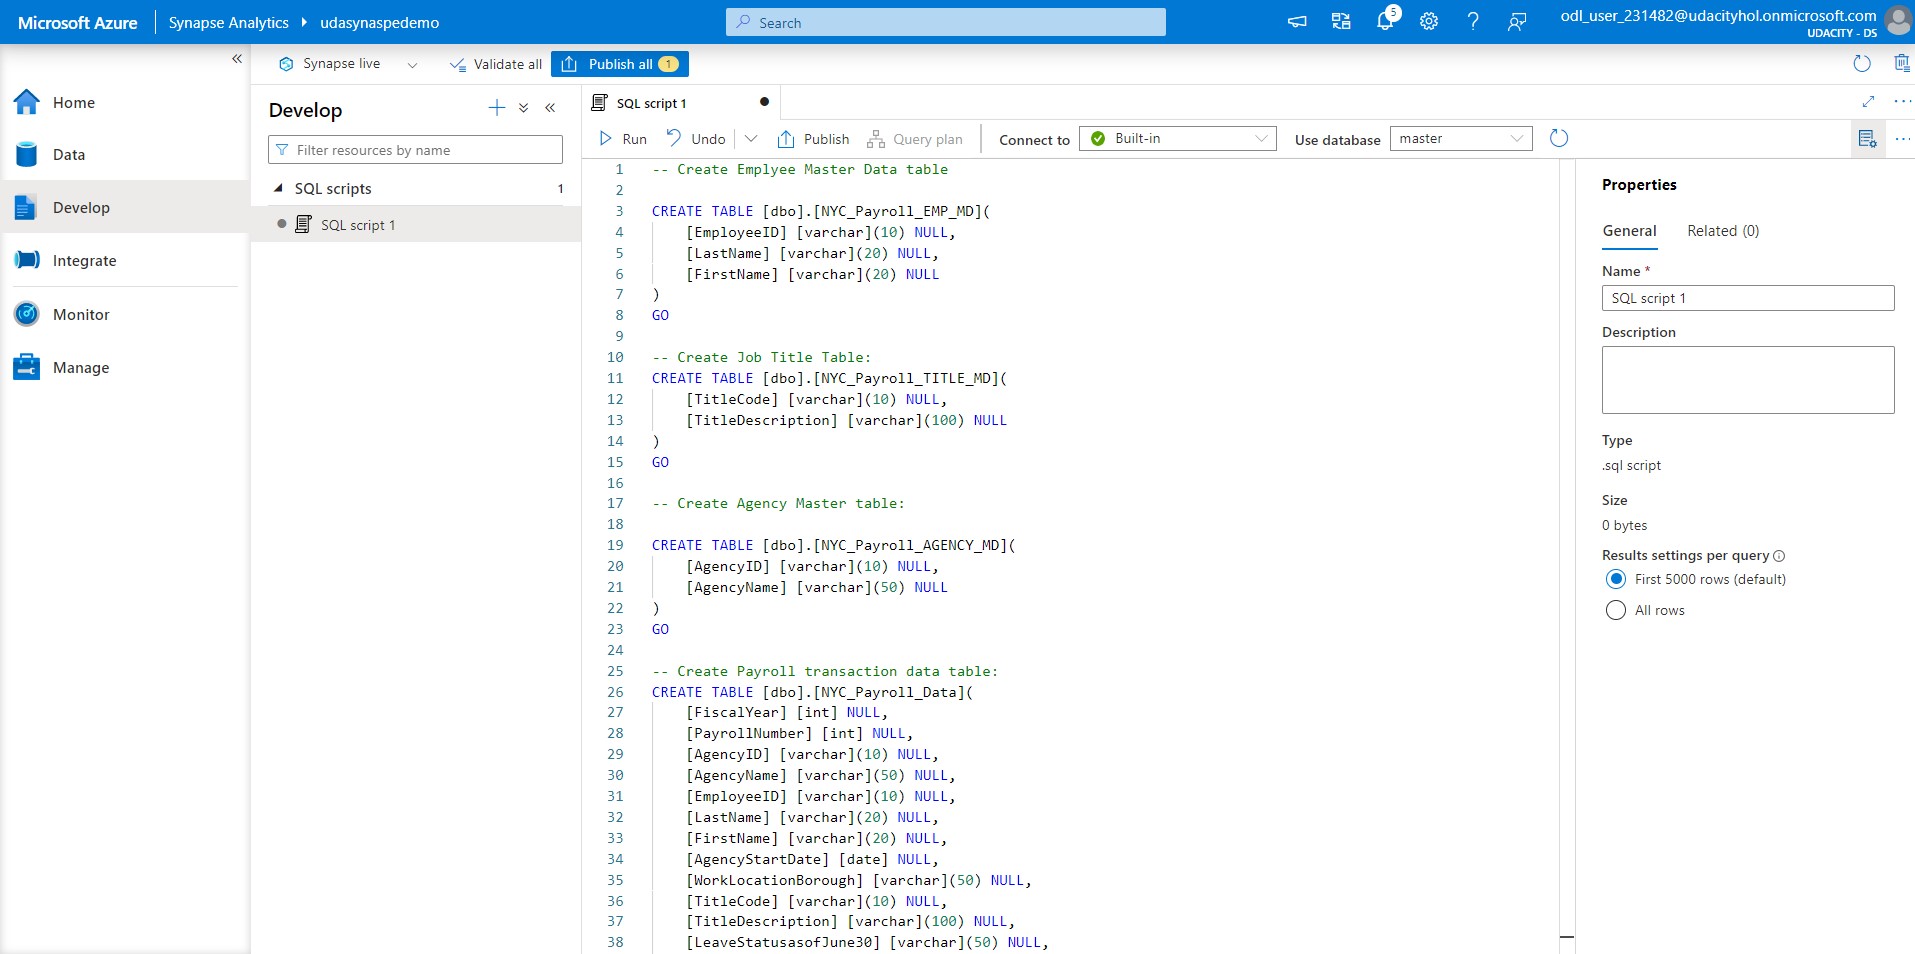 Microsoft Azure
Synapse Analytics
udasynaspedemo
Search
5
odl_user_231482@udacityhol.onmicrosoft.com
UDACITY - DS
Home
Data
Develop
Integrate
Monitor
Manage
Synapse live
Validate all
Publish all 1
Develop
Filter resources by name
SQL scripts 1
SQL script 1
SQL script 1
Run
Undo
Publish
Query plan
Connect to
Built-in
Use database
master
1 -- Create Emplyee Master Data table
2
3 CREATE TABLE [dbo].[NYC_Payroll_EMP_MD](
4 [EmployeeID] [varchar](10) NULL,
5 [LastName] [varchar](20) NULL,
6 [FirstName] [varchar](20) NULL
7 )
8 GO
9
10 -- Create Job Title Table:
11 CREATE TABLE [dbo].[NYC_Payroll_TITLE_MD](
12 [TitleCode] [varchar](10) NULL,
13 [TitleDescription] [varchar](100) NULL
14 )
15 GO
16
17 -- Create Agency Master table:
18
19 CREATE TABLE [dbo].[NYC_Payroll_AGENCY_MD](
20 [AgencyID] [varchar](10) NULL,
21 [AgencyName] [varchar](50) NULL
22 )
23 GO
24
25 -- Create Payroll transaction data table:
26 CREATE TABLE [dbo].[NYC_Payroll_Data](
27 [FiscalYear] [int] NULL,
28 [PayrollNumber] [int] NULL,
29 [AgencyID] [varchar](10) NULL,
30 [AgencyName] [varchar](50) NULL,
31 [EmployeeID] [varchar](10) NULL,
32 [LastName] [varchar](20) NULL,
33 [FirstName] [varchar](20) NULL,
34 [AgencyStartDate] [date] NULL,
35 [WorkLocationBorough] [varchar](50) NULL,
36 [TitleCode] [varchar](10) NULL,
37 [TitleDescription] [varchar](100) NULL,
38 [LeaveStatusasofJune30] [varchar](50) NULL,
Properties
General
Related (0)
Name *
SQL script 1
Description
Type
.sql script
Size
0 bytes
Results settings per query
First 5000 rows (default)
All rows